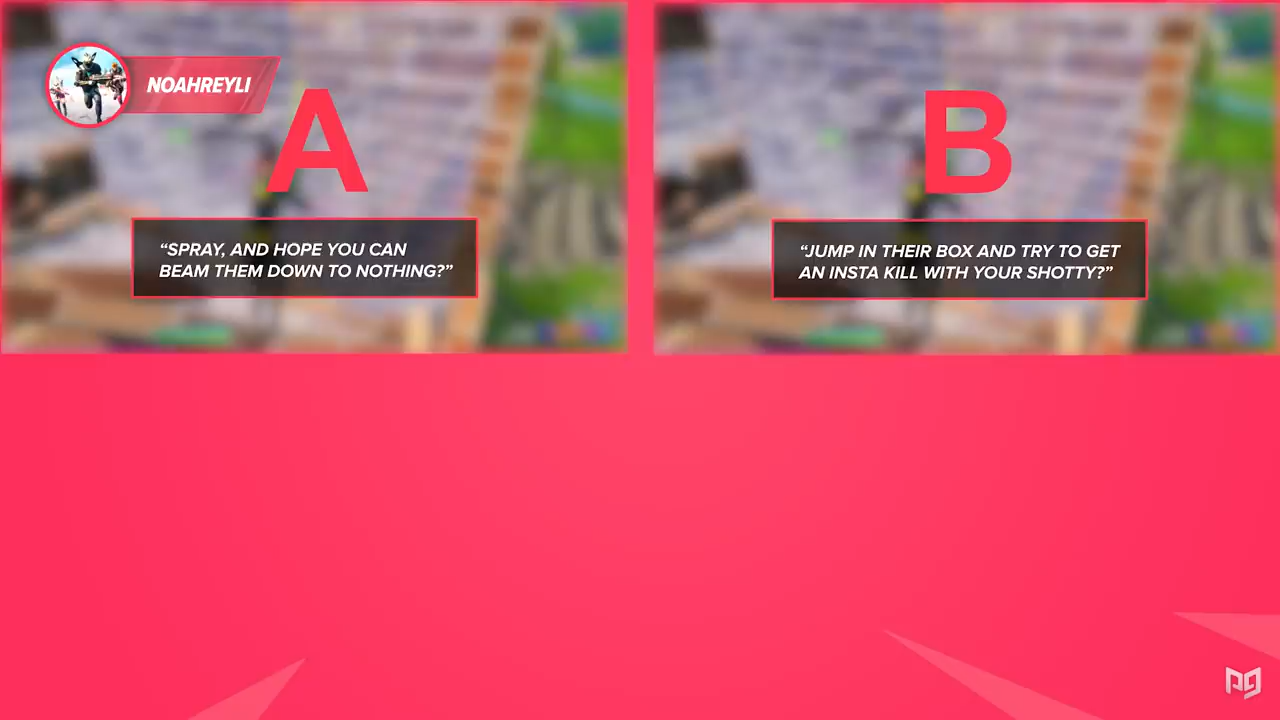 NOAHREYLI
A
“SPRAY, AND HOPE YOU CAN
BEAM THEM DOWN TO NOTHING?”
B
“JUMP IN THEIR BOX AND TRY TO GET
AN INSTA KILL WITH YOUR SHOTTY?”